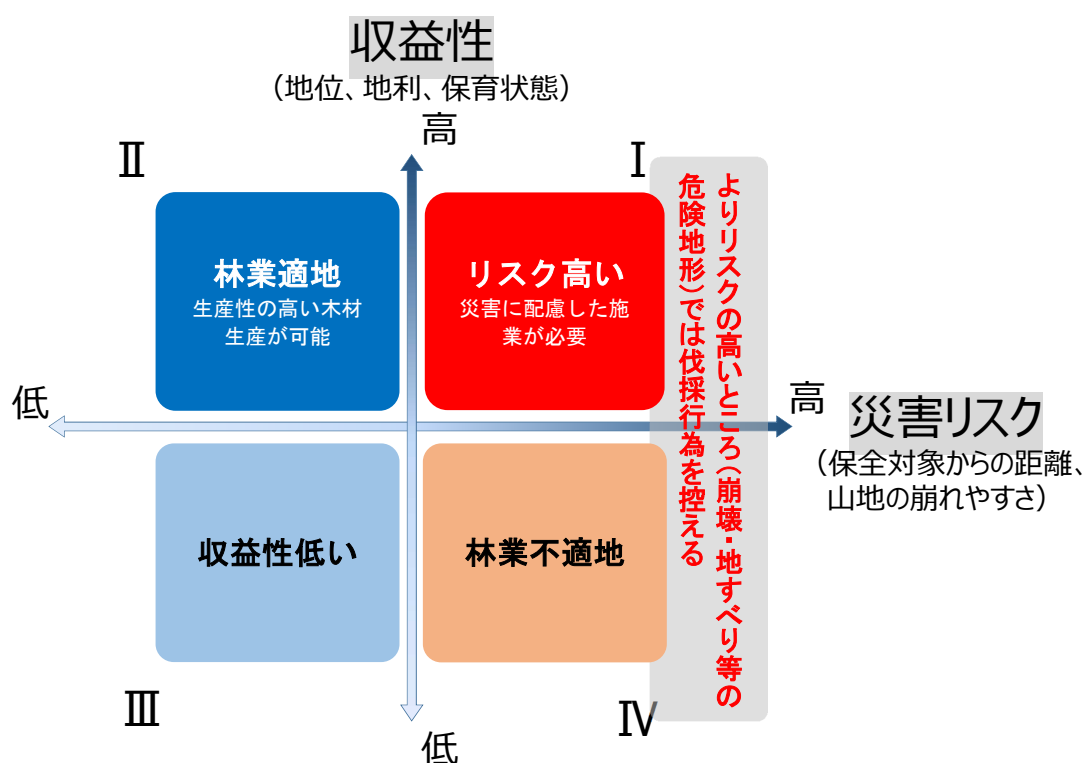 収益性
（地位、地利、保育状態）
高
Ⅱ
Ⅰ
林業適地
生産性の高い木材
生産が可能
リスク高い
災害に配慮した施
業が必要
よりリスクの高いところ（崩壊・地すべり等の
危険地形）では伐採行為を控える
低
高
災害リスク
（保全対象からの距離、
山地の崩れやすさ）
収益性低い
林業不適地
Ⅲ
Ⅳ
低